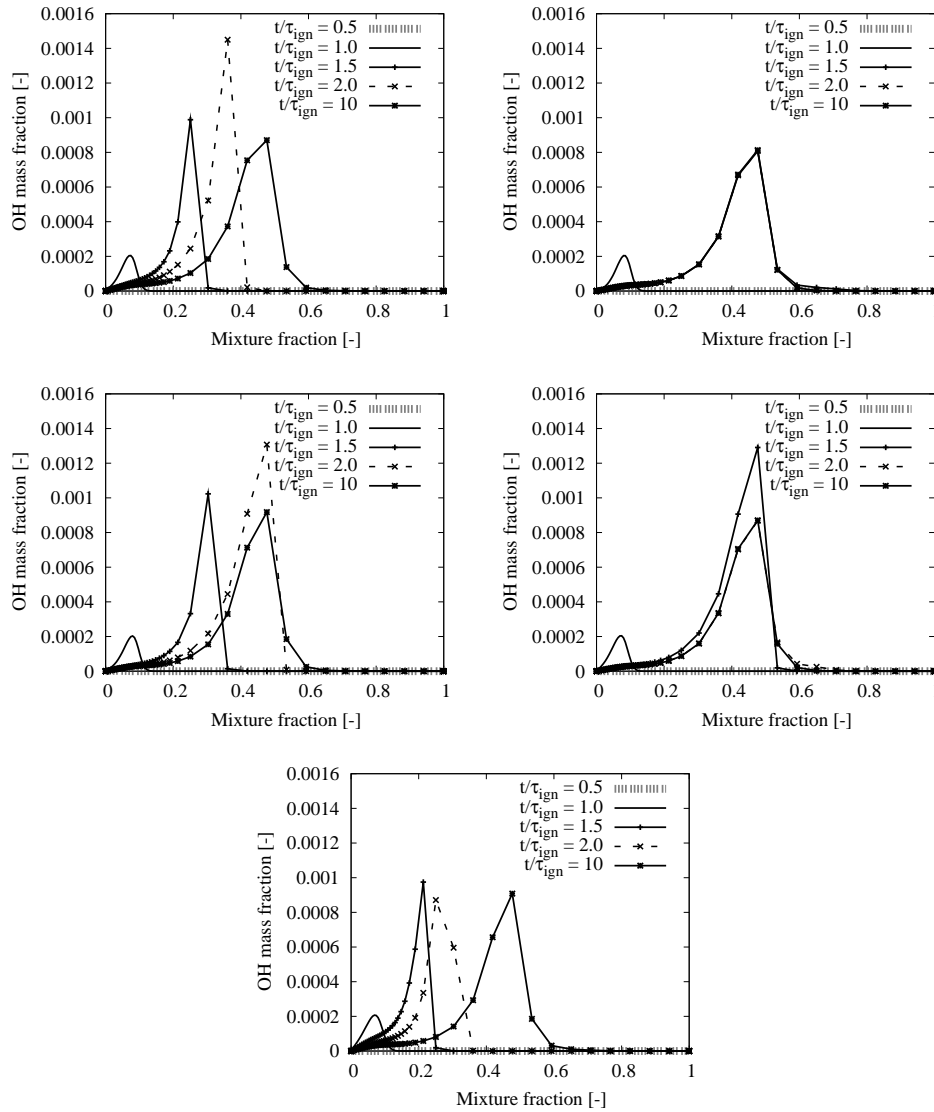 OH mass fraction [-]
0.0016
0.0014
0.0012
0.001
0.0008
0.0006
0.0004
0.0002
0
t/τign = 0.5
t/τign = 1.0
t/τign = 1.5
t/τign = 2.0
t/τign = 10
0 0.2 0.4 0.6 0.8 1
Mixture fraction [-]
OH mass fraction [-]
0.0016
0.0014
0.0012
0.001
0.0008
0.0006
0.0004
0.0002
0
t/τign = 0.5
t/τign = 1.0
t/τign = 1.5
t/τign = 2.0
t/τign = 10
0 0.2 0.4 0.6 0.8
Mixture fraction [-]
OH mass fraction [-]
0.0016
0.0014
0.0012
0.001
0.0008
0.0006
0.0004
0.0002
0
t/τign = 0.5
t/τign = 1.0
t/τign = 1.5
t/τign = 2.0
t/τign = 10
0 0.2 0.4 0.6 0.8 1
Mixture fraction [-]
OH mass fraction [-]
0.0016
0.0014
0.0012
0.001
0.0008
0.0006
0.0004
0.0002
0
t/τign = 0.5
t/τign = 1.0
t/τign = 1.5
t/τign = 2.0
t/τign = 10
0 0.2 0.4 0.6 0.8
Mixture fraction [-]
OH mass fraction [-]
0.0016
0.0014
0.0012
0.001
0.0008
0.0006
0.0004
0.0002
0
t/τign = 0.5
t/τign = 1.0
t/τign = 1.5
t/τign = 2.0
t/τign = 10
0 0.2 0.4 0.6 0.8 1
Mixture fraction [-]